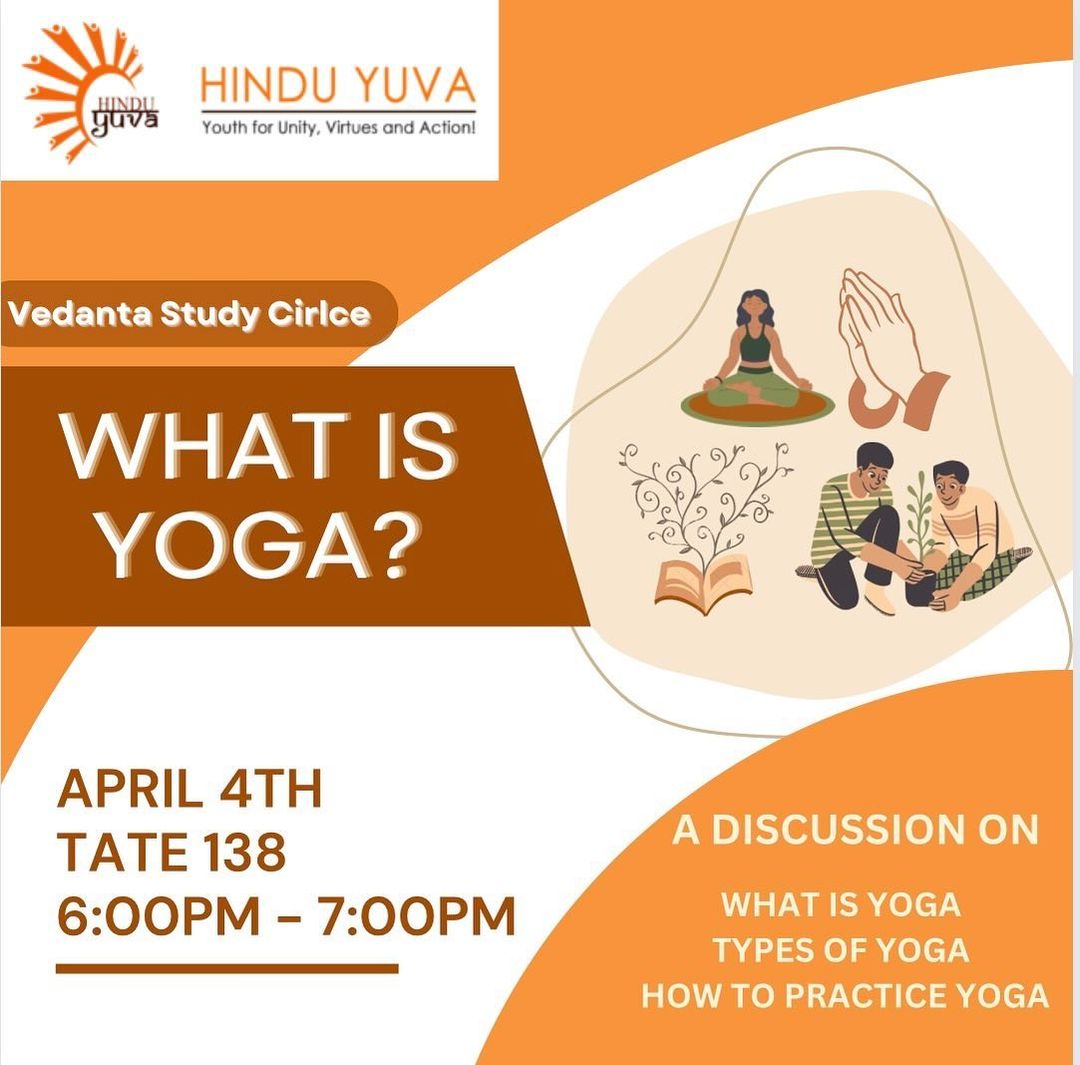 HINDU
yuva
HINDU YUVA
Youth for Unity, Virtues and Action!
Vedanta Study Cirlce
WHAT IS
YOGA?
APRIL 4TH
TATE 138
6:00PM – 7:00PM
A DISCUSSION ON
WHAT IS YOGA
TYPES OF YOGA
HOW TO PRACTICE YOGA